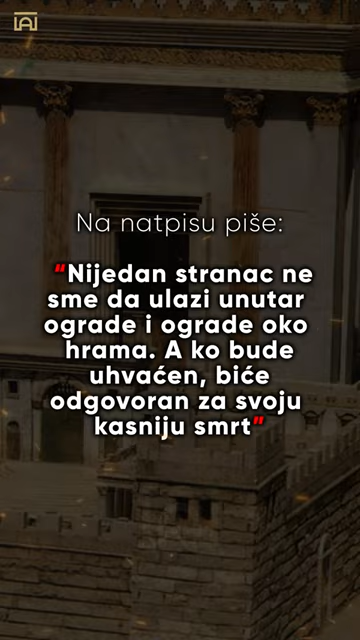 Na natpisu piše:
"Nijedan stranac ne
sme da ulazi unutar
ograde i ograde oko
hrama. A ko bude
uhvaćen, biće
odgovoran za svoju
kasniju smrt"